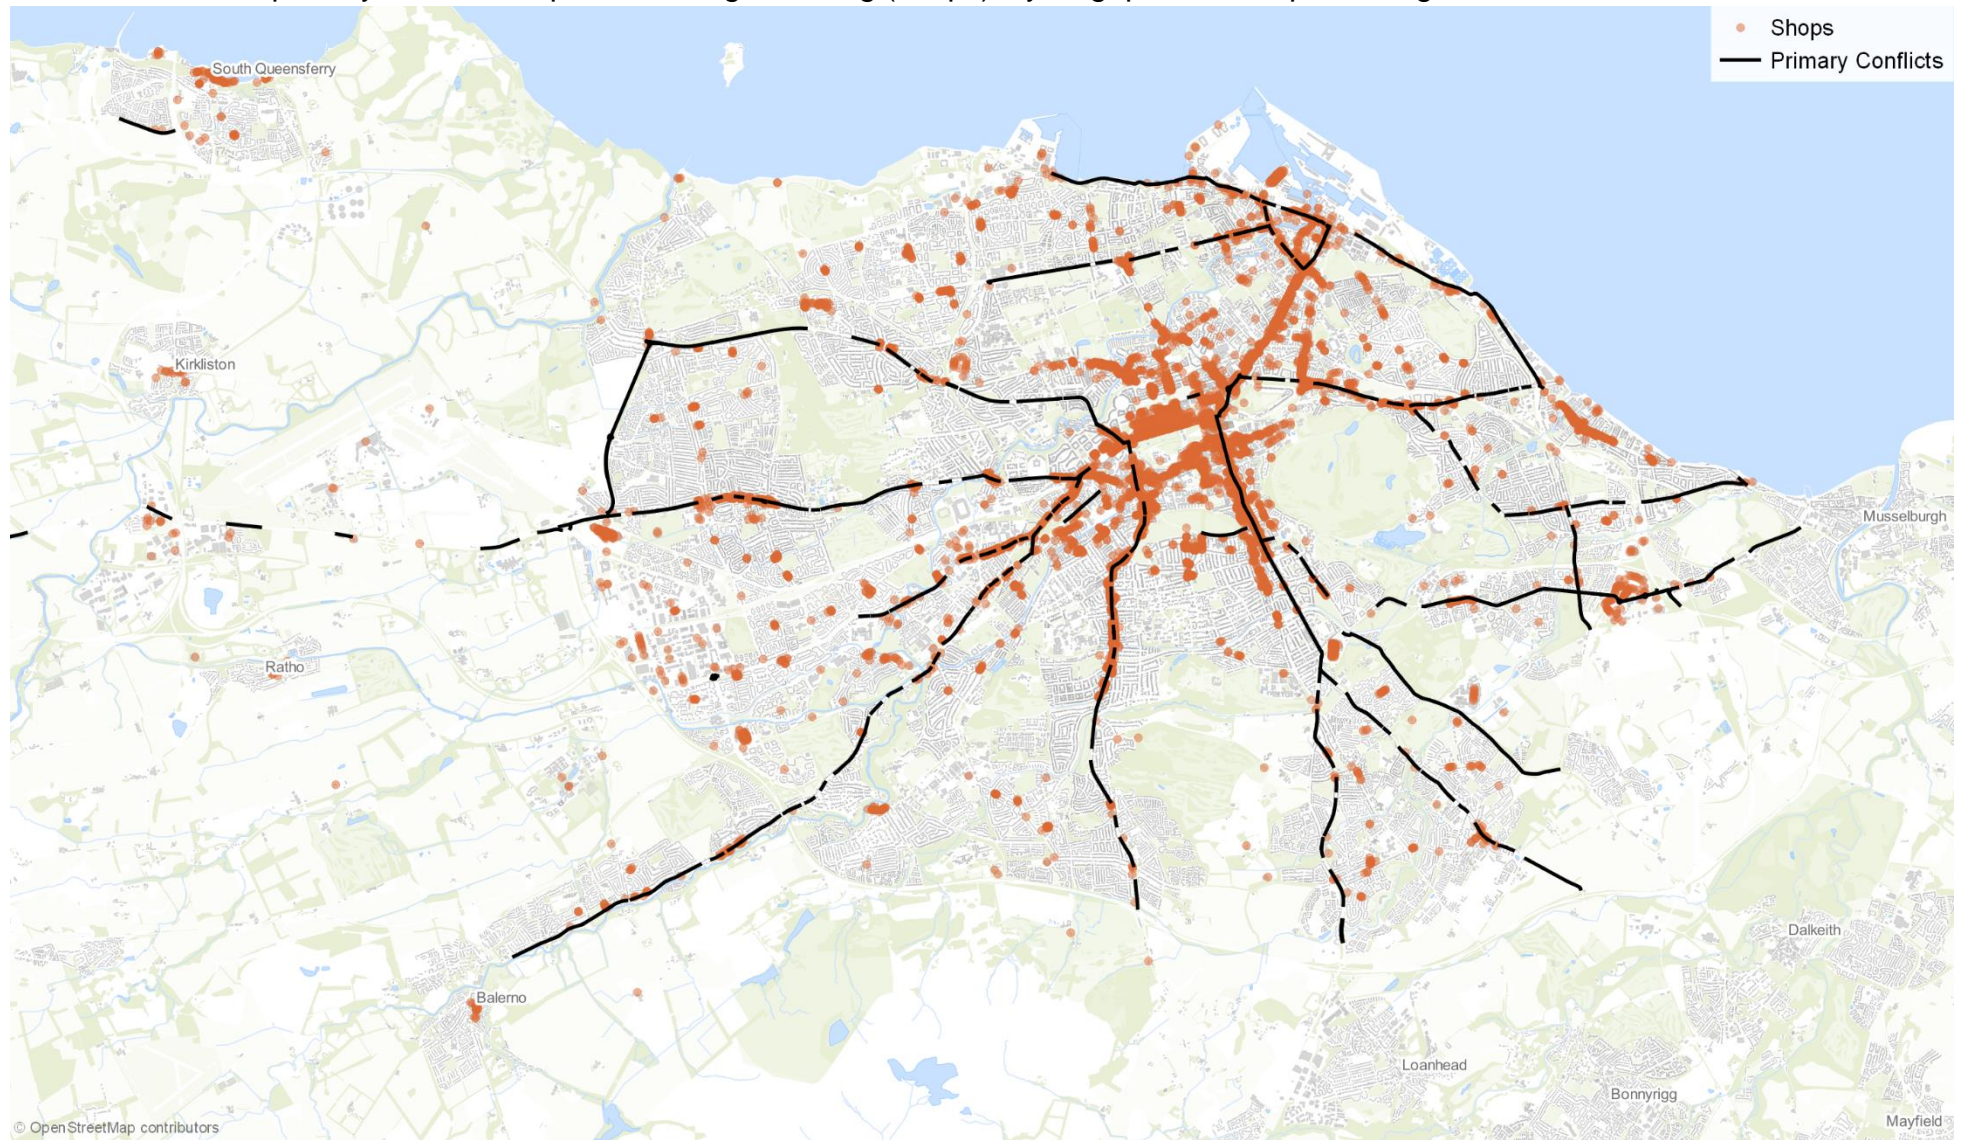 Shops
Primary Conflicts
South Queensferry
Kirkliston
Musselburgh
Ratho
Dalkeith
Balerno
Loanhead
Bonnyrigg
Mayfield
© OpenStreetMap contributors